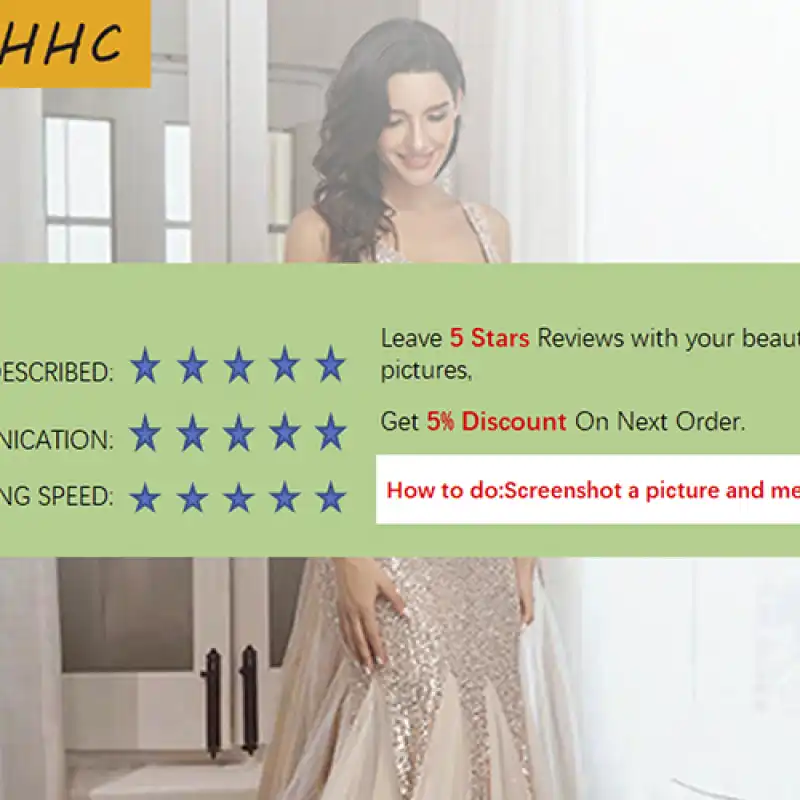 HHC
ESCRIBED:
NICATION:
NG SPEED:
Leave 5 Stars Reviews with your beaut
pictures,
Get 5% Discount On Next Order.
How to do:Screenshot a picture and me